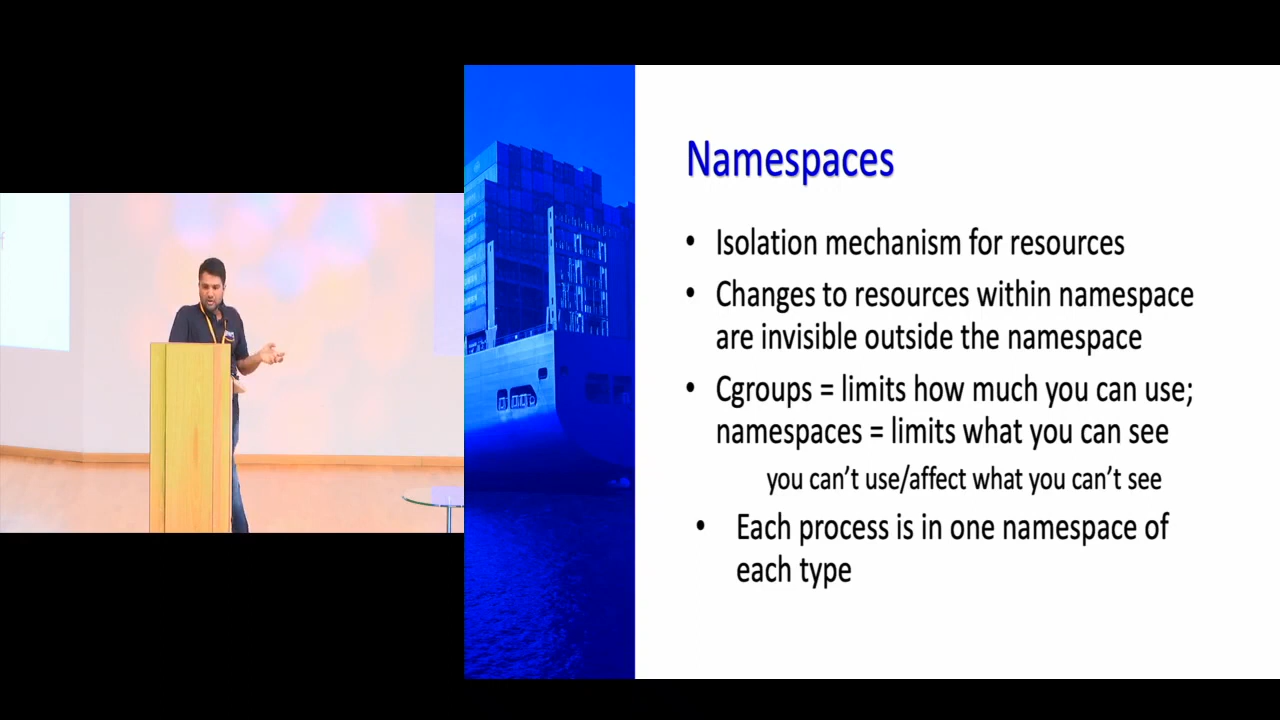 Namespaces
• Isolation mechanism for resources
• Changes to resources within namespace
are invisible outside the namespace
• Cgroups = limits how much you can use;
namespaces = limits what you can see
you can’t use/affect what you can’t see
• Each process is in one namespace of
each type